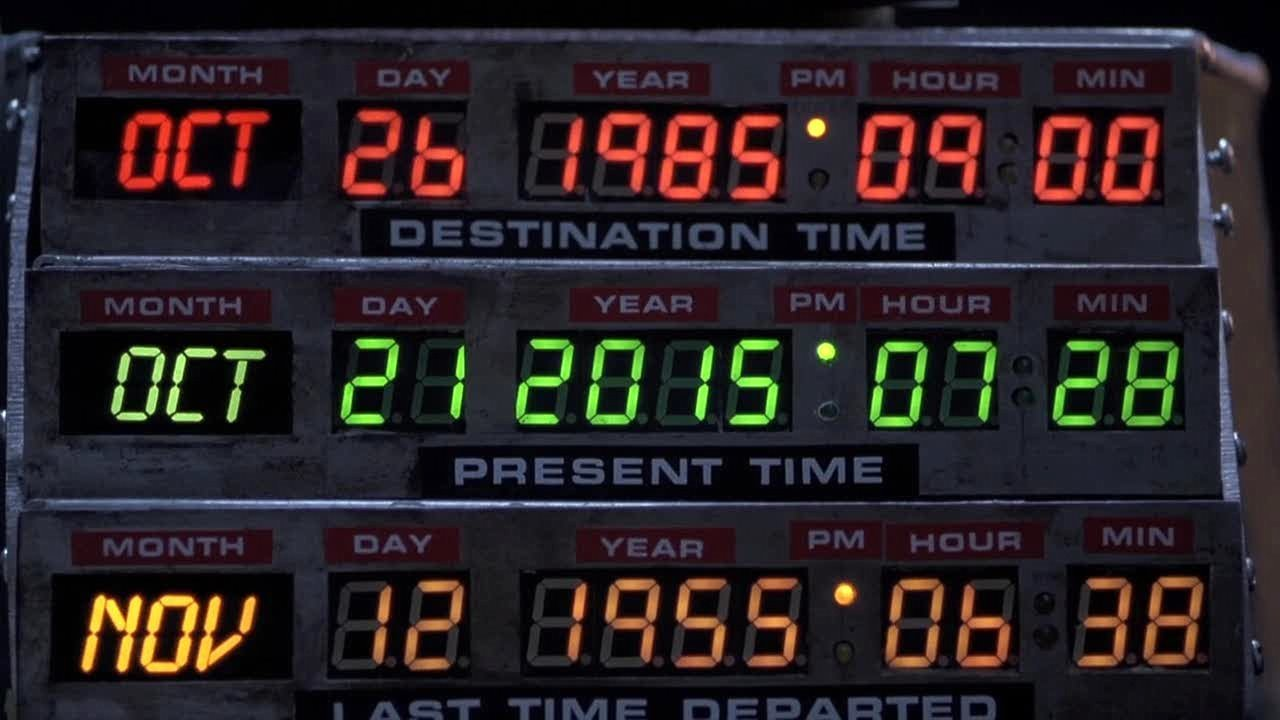 MONTH DAY YEAR PM HOUR MIN
OCT 26 1985 09 00
DESTINATION TIME
MONTH DAY YEAR PM HOUR MIN
OCT 21 2015 07 28
PRESENT TIME
MONTH DAY YEAR PM HOUR MIN
NOV 12 1955 06 38
LAST TIME DEPARTED